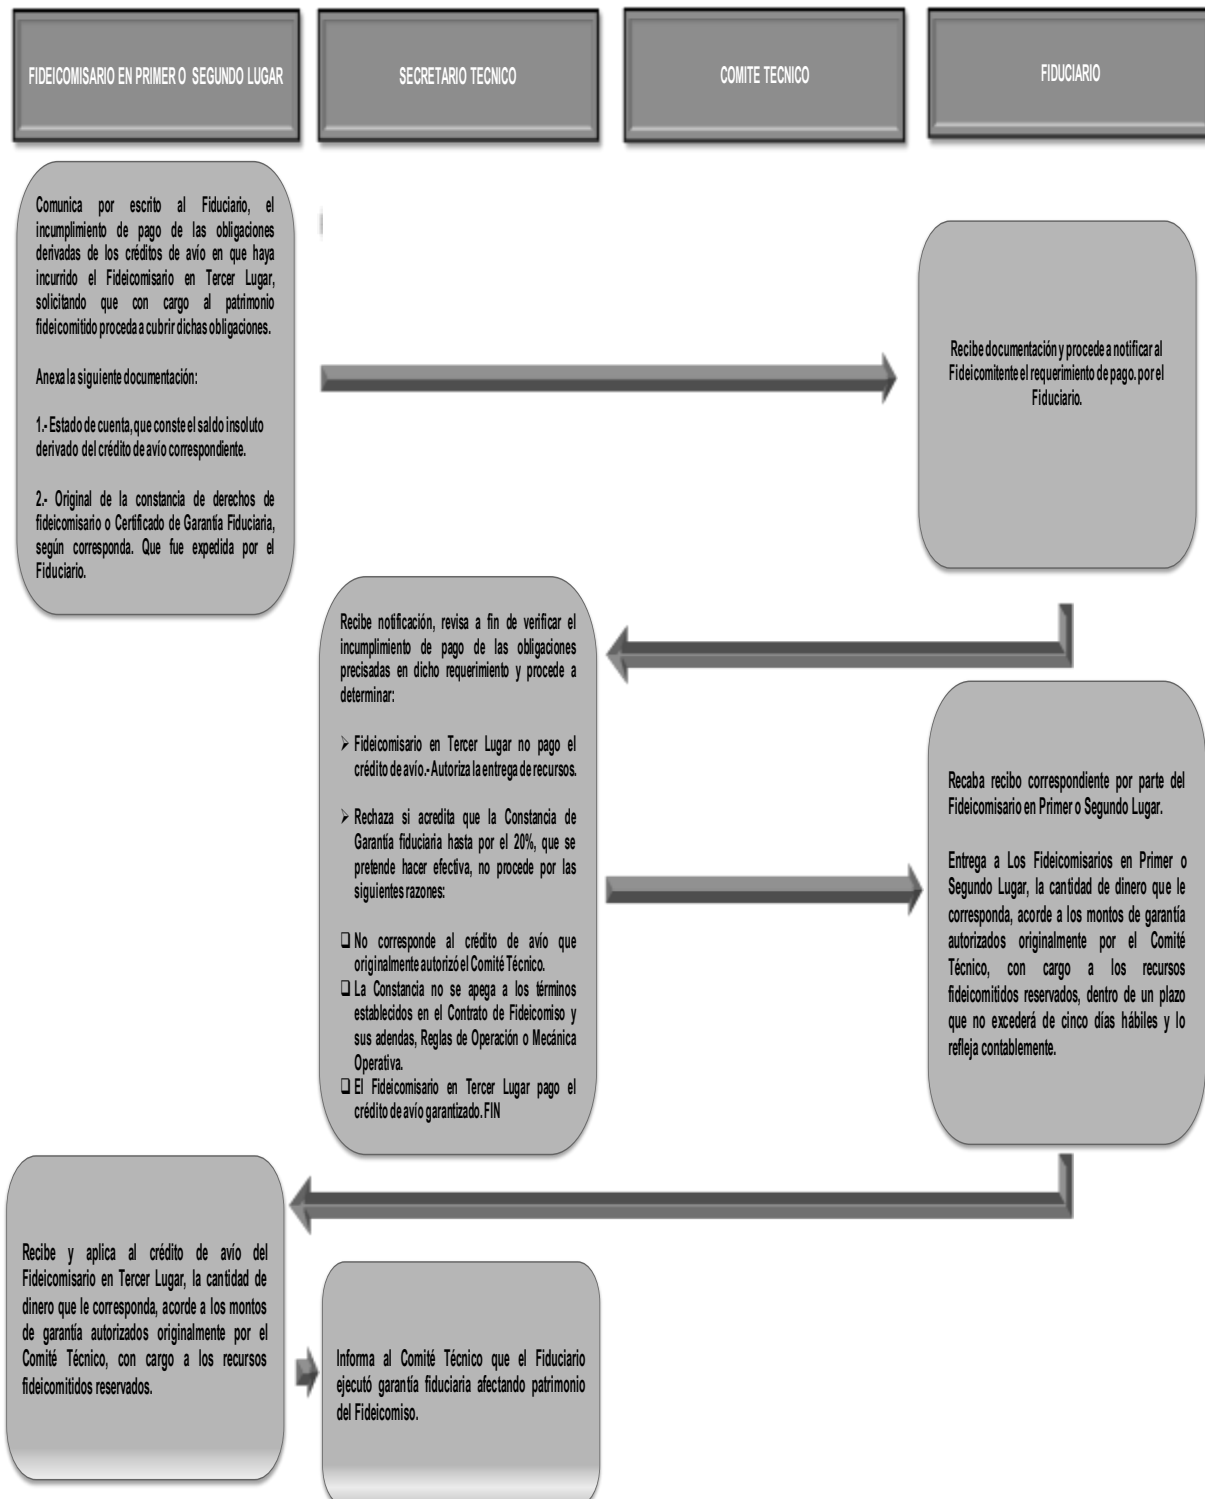 FIDEICOMISARIO EN PRIMER O SEGUNDO LUGAR
SECRETARIO TECNICO
COMITE TECNICO
FIDUCIARIO
Comunica por escrito al Fiduciario, el
incumplimiento de pago de las obligaciones
derivadas de los créditos de avío en que haya
incurrido el Fideicomisario en Tercer Lugar,
solicitando que con cargo al patrimonio
fideicomitido proceda a cubrir dichas obligaciones.
Anexa la siguiente documentación:
1.- Estado de cuenta, que conste el saldo insoluto
derivado del crédito de avío correspondiente.
2.- Original de la constancia de derechos de
fideicomisario o Certificado de Garantía Fiduciaria,
según corresponda. Que fue expedida por el
Fiduciario.
Recibe documentación y procede a notificar al
Fideicomitente el requerimiento de pago. por el
Fiduciario.
Recibe notificación, revisa a fin de verificar el
incumplimiento de pago de las obligaciones
precisadas en dicho requerimiento y procede a
determinar:
➢ Fideicomisario en Tercer Lugar no pago el
crédito de avío.- Autoriza la entrega de recursos.
➢ Rechaza si acredita que la Constancia de
Garantía fiduciaria hasta por el 20%, que se
pretende hacer efectiva, no procede por las
siguientes razones:
❑ No corresponde al crédito de avío que
originalmente autorizó el Comité Técnico.
❑ La Constancia no se apega a los términos
establecidos en el Contrato de Fideicomiso y
sus adendas, Reglas de Operación o Mecánica
Operativa.
❑ El Fideicomisario en Tercer Lugar pago el
crédito de avío garantizado. FIN
Recaba recibo correspondiente por parte del
Fideicomisario en Primer o Segundo Lugar.
Entrega a Los Fideicomisarios en Primer o
Segundo Lugar, la cantidad de dinero que le
corresponda, acorde a los montos de garantía
autorizados originalmente por el Comité
Técnico, con cargo a los recursos
fideicomitidos reservados, dentro de un plazo
que no excederá de cinco días hábiles y lo
refleja contablemente.
Recibe y aplica al crédito de avío del
Fideicomisario en Tercer Lugar, la cantidad de
dinero que le corresponda, acorde a los montos
de garantía autorizados originalmente por el
Comité Técnico, con cargo a los recursos
fideicomitidos reservados.
Informa al Comité Técnico que el Fiduciario
ejecutó garantía fiduciaria afectando patrimonio
del Fideicomiso.